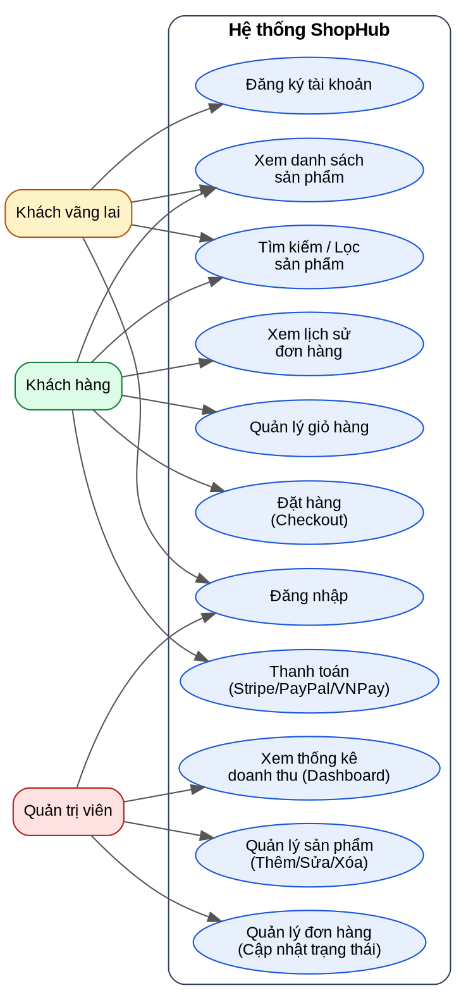 Hệ thống ShopHub
Đăng ký tài khoản
Xem danh sách
sản phẩm
Khách vãng lai
Tìm kiếm / Lọc
sản phẩm
Xem lịch sử
đơn hàng
Khách hàng
Quản lý giỏ hàng
Đặt hàng
(Checkout)
Đăng nhập
Thanh toán
(Stripe/PayPal/VNPay)
Xem thống kê
doanh thu (Dashboard)
Quản trị viên
Quản lý sản phẩm
(Thêm/Sửa/Xóa)
Quản lý đơn hàng
(Cập nhật trạng thái)